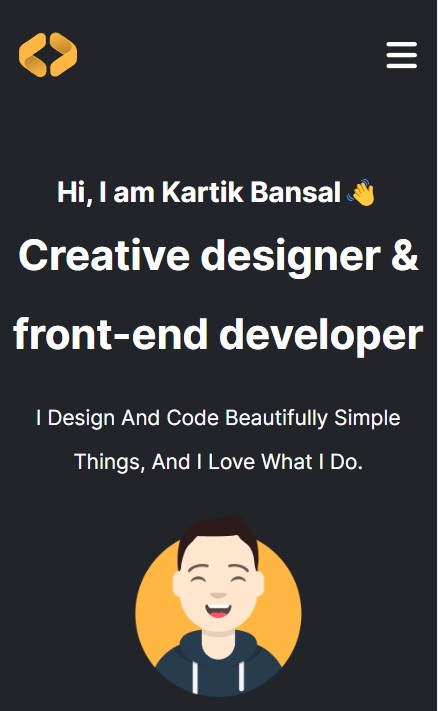 Hi, I am Kartik Bansal 👋
Creative designer &
front-end developer
I Design And Code Beautifully Simple
Things, And I Love What I Do.